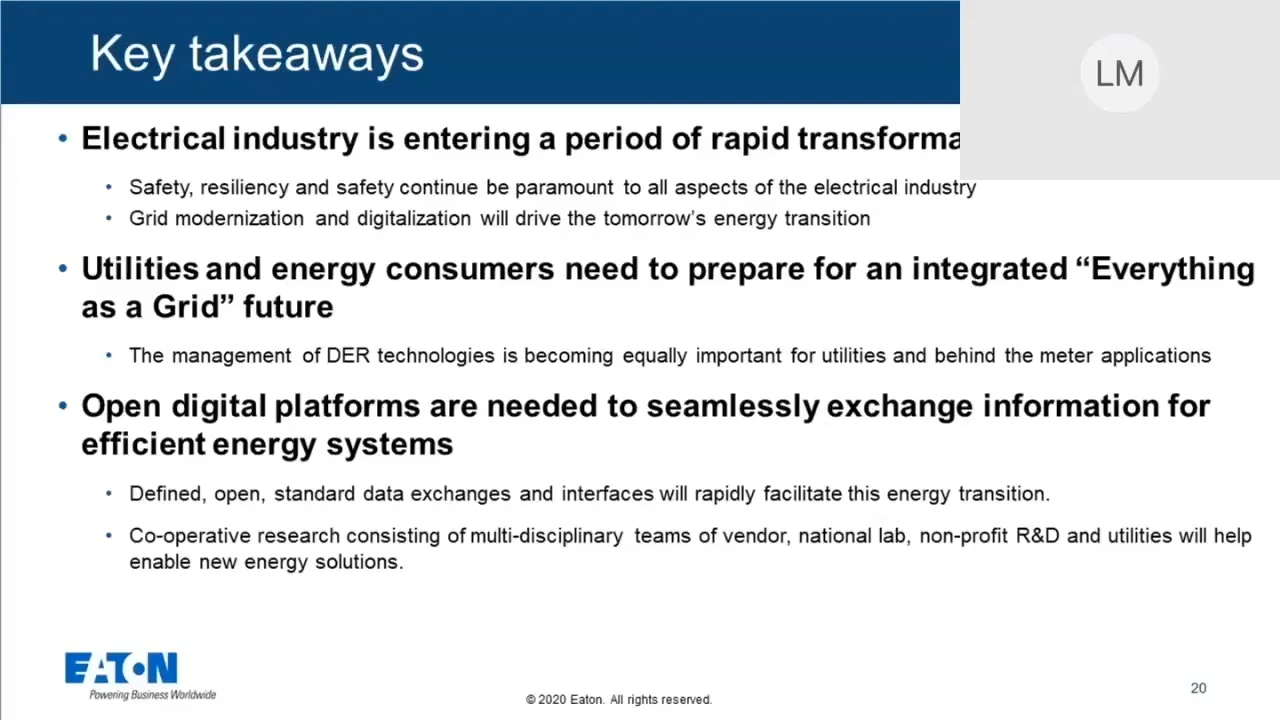 Key takeaways
LM
• Electrical industry is entering a period of rapid transforma
• Safety, resiliency and safety continue be paramount to all aspects of the electrical industry
• Grid modernization and digitalization will drive the tomorrow’s energy transition
• Utilities and energy consumers need to prepare for an integrated “Everything
as a Grid” future
• The management of DER technologies is becoming equally important for utilities and behind the meter applications
• Open digital platforms are needed to seamlessly exchange information for
efficient energy systems
• Defined, open, standard data exchanges and interfaces will rapidly facilitate this energy transition.
• Co-operative research consisting of multi-disciplinary teams of vendor, national lab, non-profit R&D and utilities will help
enable new energy solutions.
EATON
Powering Business Worldwide
© 2020 Eaton. All rights reserved.
20